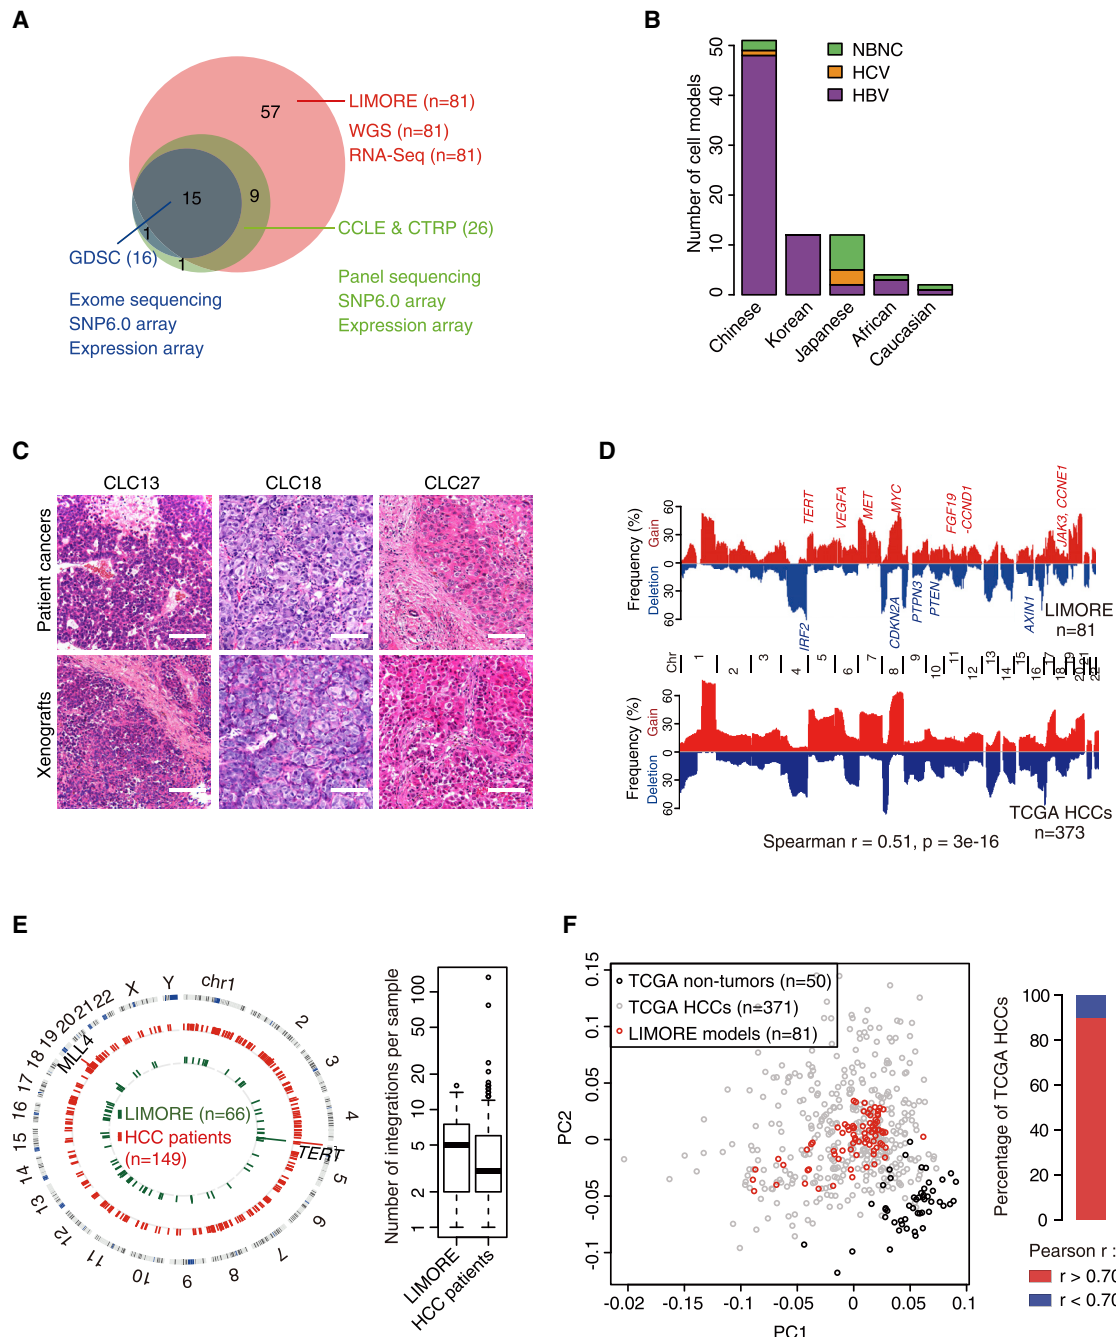 A
57
LIMORE (n=81)
WGS (n=81)
RNA-Seq (n=81)
15
9
1
CCLE & CTRP (26)
GDSC (16)
1
Panel sequencing
SNP6.0 array
Expression array
Exome sequencing
SNP6.0 array
Expression array
B
Number of cell models
50
40
30
20
10
0
NBNC
HCV
HBV
Chinese
Korean
Japanese
African
Caucasian
C
CLC13
CLC18
CLC27
Patient cancers
Xenografts
D
Frequency (%)
Gain
Deletion
60
30
0
30
60
TERT
VEGFA
MET
MYC
FGF19
-CCND1
JAK3, CCNE1
IRF2
CDKN2A
PTPN3
PTEN
AXIN1
LIMORE
n=81
Chr
1
2
3
4
5
6
7
8
9
10
11
12
13
14
15
16
17
18
19
20
21
22
Frequency (%)
Gain
Deletion
60
30
0
30
60
TCGA HCCs
n=373
Spearman r = 0.51, p = 3e-16
E
chr1
2
3
4
5
6
7
8
9
10
11
12
13
14
15
16
17
18
19
20
21
22
X
Y
MLL4
TERT
LIMORE (n=66)
HCC patients
(n=149)
Number of integrations per sample
100
50
20
10
5
2
1
LIMORE
HCC patients
F
TCGA non-tumors (n=50)
TCGA HCCs (n=371)
LIMORE models (n=81)
PC2
0.15
0.1
0.05
0
-0.05
-0.1
-0.02
-0.15
-0.1
-0.05
0
0.05
0.1
PC1
Percentage of TCGA HCCs
100
80
60
40
20
0
Pearson r :
r > 0.70
r < 0.70